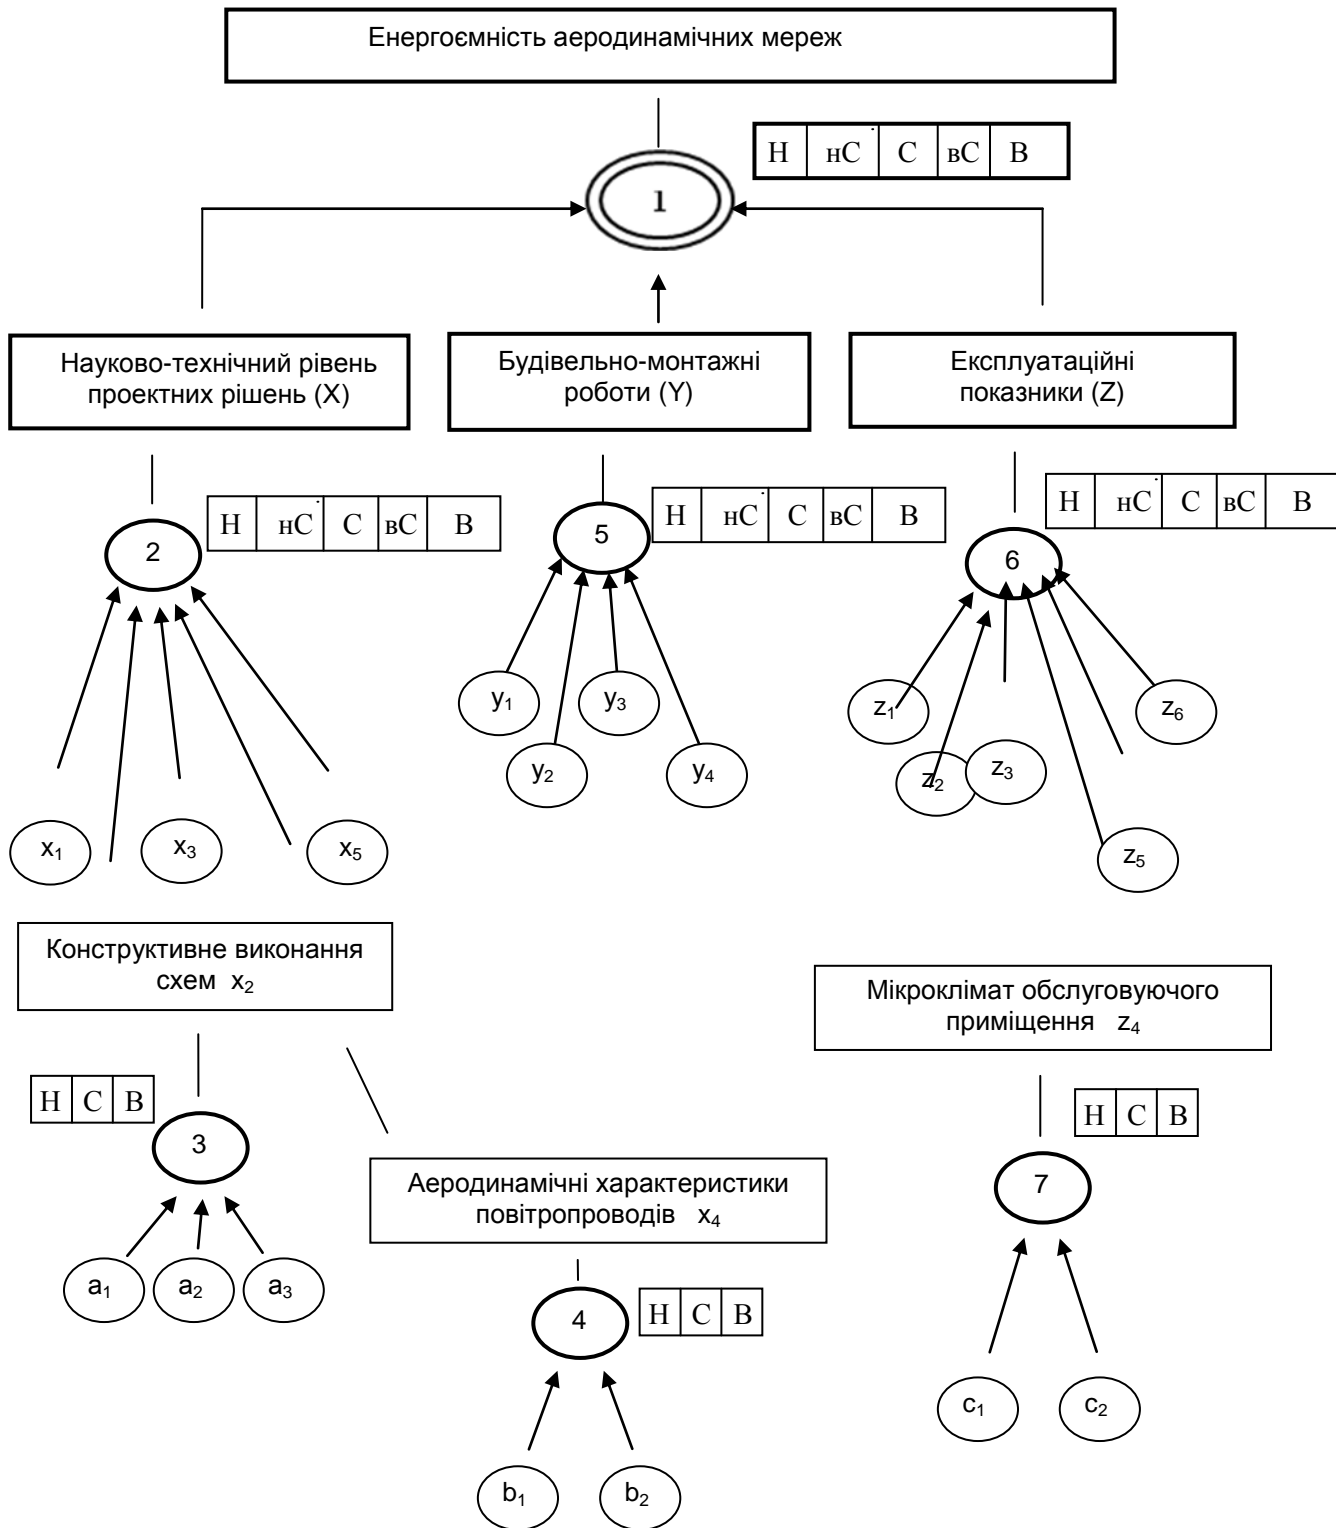 Енергоємність аеродинамічних мереж
Н нС С вС В
1
Науково-технічний рівень
проектних рішень (X)
Будівельно-монтажні
роботи (Y)
Експлуатаційні
показники (Z)
2
Н нС С вС В
5
Н нС С вС В
6
Н нС С вС В
y₁
y₃
y₂
y₄
z₁
z₆
z₂
z₃
x₁
x₃
x₅
z₅
Конструктивне виконання
схем x₂
Мікроклімат обслуговуючого
приміщення z₄
Н С В
3
Н С В
7
Аеродинамічні характеристики
повітропроводів x₄
a₁
a₂
a₃
4
Н С В
c₁
c₂
b₁
b₂